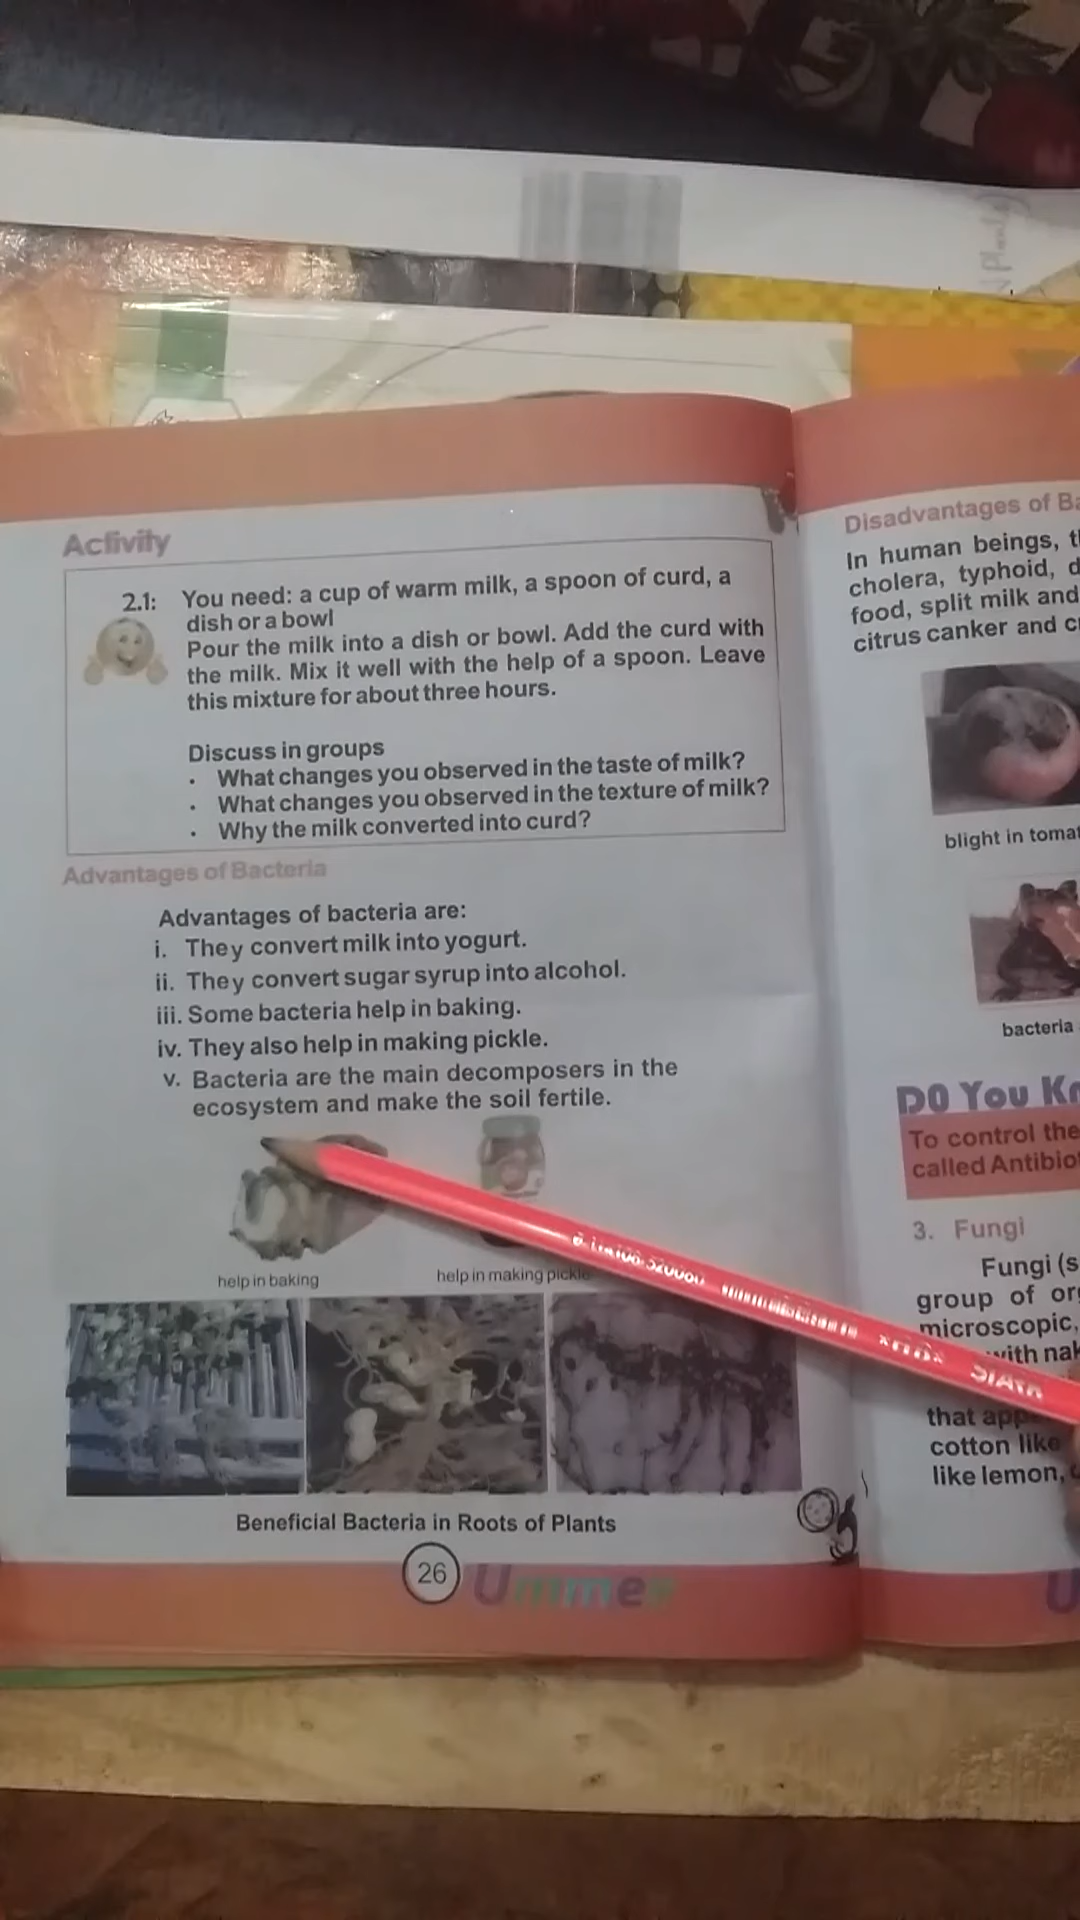 Activity
2.1: You need: a cup of warm milk, a spoon of curd, a
dish or a bowl
Pour the milk into a dish or bowl. Add the curd with
the milk. Mix it well with the help of a spoon. Leave
this mixture for about three hours.
Discuss in groups
• What changes you observed in the taste of milk?
• What changes you observed in the texture of milk?
• Why the milk converted into curd?
Advantages of Bacteria
Advantages of bacteria are:
i. They convert milk into yogurt.
ii. They convert sugar syrup into alcohol.
iii. Some bacteria help in baking.
iv. They also help in making pickle.
v. Bacteria are the main decomposers in the
ecosystem and make the soil fertile.
help in baking
help in making pickle
Beneficial Bacteria in Roots of Plants
26
Disadvantages of
In human beings,
cholera, typhoid,
food, split milk and
citrus canker and
blight in
bacteria
DO You
To control the
called
3. Fungi
Fungi
group of
microscopic,
with
that
cotton like
like lemon,